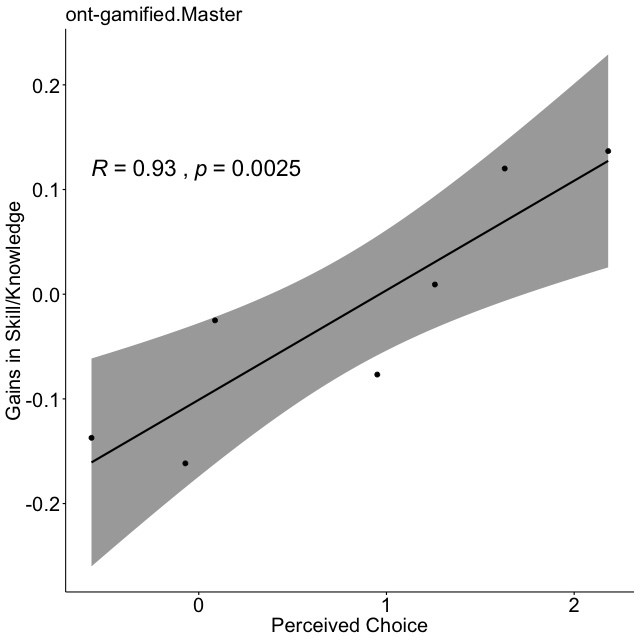 ont-gamified.Master
0.2
R = 0.93 , p = 0.0025
0.1
0.0
-0.1
-0.2
Gains in Skill/Knowledge
0 1 2
Perceived Choice